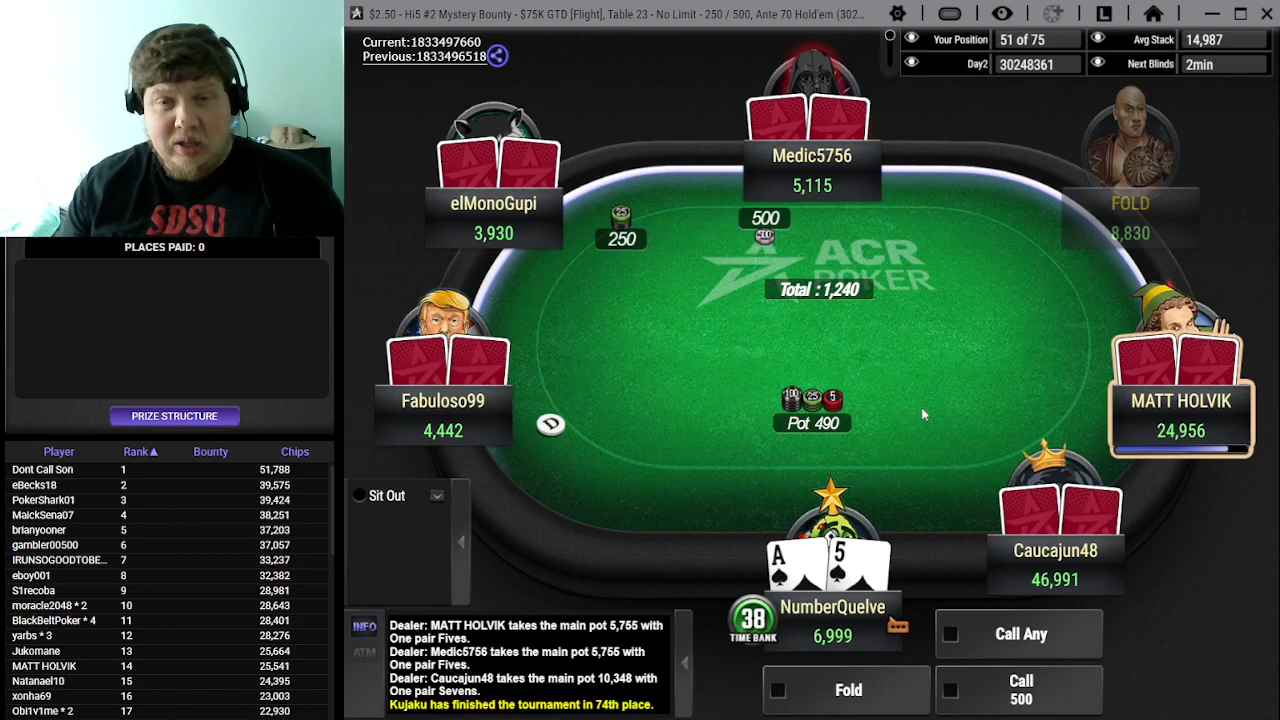 $2.50 - Hi5 #2 Mystery Bounty - $75K GTD [Flight], Table 23 - No Limit - 250 / 500, Ante 70 Hold'em (302...
Current:1833497660
Previous:1833496518
Your Position 51 of 75 Avg Stack 14,987
Day2 30248361 Next Blinds 2min
SDSU
PLACES PAID: 0
PRIZE STRUCTURE
Player Rank Bounty Chips
Dont Call Son 1 51,788
eBecks18 2 39,575
PokerShark01 3 39,424
MaickSena07 4 38,251
brianyooner 5 37,203
gambler00500 6 37,057
IRUNSOGOODTOBE... 7 33,237
eboy001 8 32,382
S1recoba 9 28,981
moracle2048 * 2 10 28,643
BlackBeltPoker * 4 11 28,401
yarbs * 3 12 28,276
Jukomane 13 25,664
MATT HOLVIK 14 25,541
Natanael10 15 24,395
xonha69 16 23,003
Obi1v1me * 2 17 22,930
Medic5756
5,115
elMonoGupi
3,930
FOLD
8,830
25
250
500
ACR
POKER
Total : 1,240
Fabuloso99
4,442
D
100 25 5
Pot 490
MATT HOLVIK
24,956
Caucajun48
46,991
A 5
NumberQuelve
6,999
38
TIME BANK
Sit Out
INFO
ATM
Dealer: MATT HOLVIK takes the main pot 5,755 with
One pair Fives.
Dealer: Medic5756 takes the main pot 5,755 with
One pair Fives.
Dealer: Caucajun48 takes the main pot 10,348 with
One pair Sevens.
Kujaku has finished the tournament in 74th place.
Call Any
Fold
Call
500